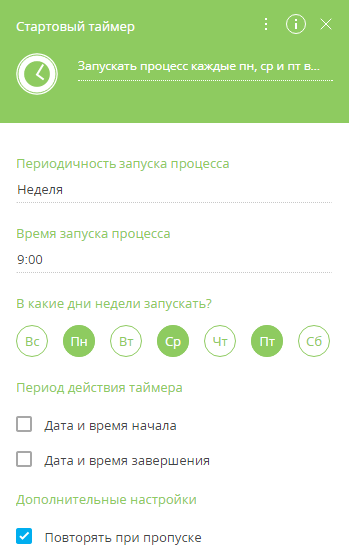 Стартовый таймер
Запускать процесс каждые пн, ср и пт в...
Периодичность запуска процесса
Неделя
Время запуска процесса
9:00
В какие дни недели запускать?
Вс Пн Вт Ср Чт Пт Сб
Период действия таймера
Дата и время начала
Дата и время завершения
Дополнительные настройки
Повторять при пропуске